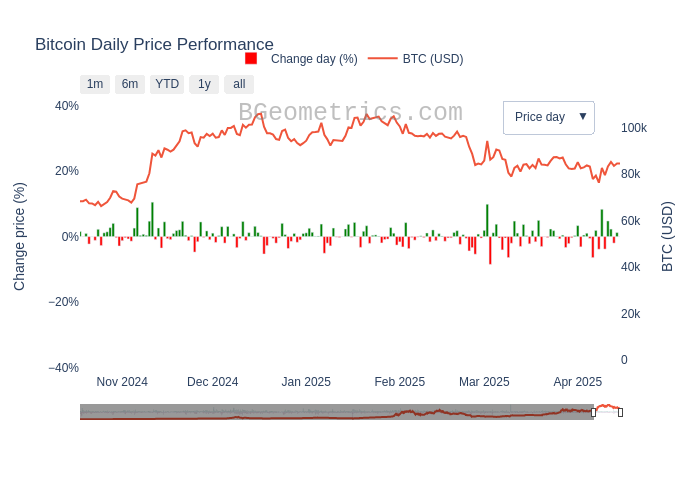 Bitcoin Daily Price Performance
Change day (%) BTC (USD)
1m 6m YTD 1y all
BGeometrics.com
Price day ▼
40%
20%
0%
−20%
−40%
Change price (%)
100k
80k
60k
40k
20k
0
BTC (USD)
Nov 2024 Dec 2024 Jan 2025 Feb 2025 Mar 2025 Apr 2025